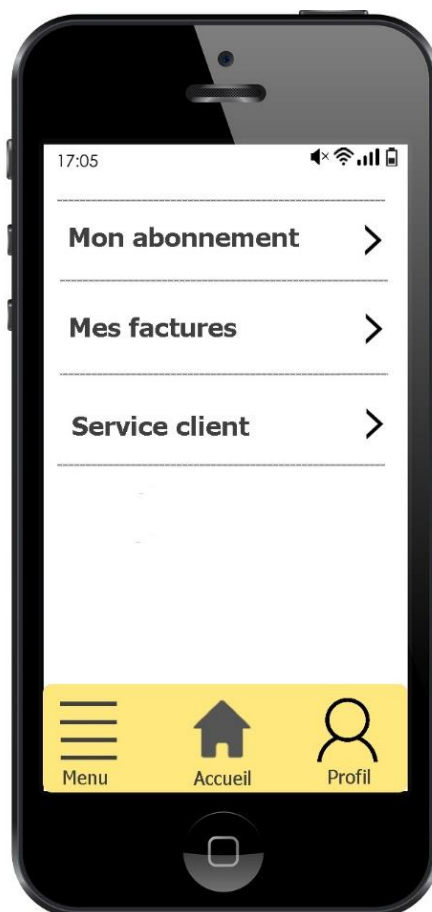 17:05
Mon abonnement
Mes factures
Service client
Menu Accueil Profil